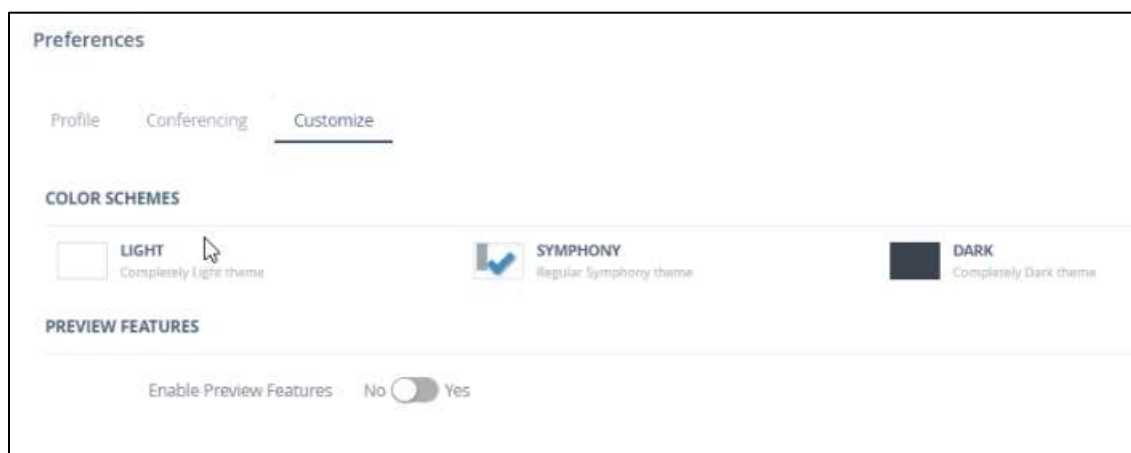 Preferences
Profile Conferencing Customize
COLOR SCHEMES
LIGHT SYMPHONY DARK
Completely Light theme Regular Symphony theme Completely Dark theme
PREVIEW FEATURES
Enable Preview Features No Yes